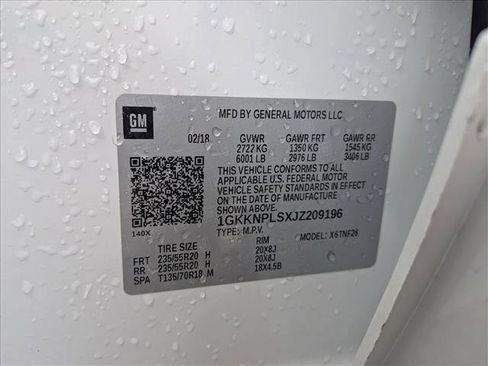 GM
MFD BY GENERAL MOTORS LLC
02/18 GVWR GAWR FRT GAWR RR
2722 KG 1350 KG 1545 KG
6001 LB 2976 LB 3406 LB
THIS VEHICLE CONFORMS TO ALL
APPLICABLE U.S. FEDERAL MOTOR
VEHICLE SAFETY STANDARDS IN EFFECT ON
THE DATE OF MANUFACTURE SHOWN ABOVE.
1GKKNPLSXJZ209196
140X TYPE: M.P.V. MODEL: X6TNF26
TIRE SIZE RIM
FRT 235/55R20 H 20X8J
RR 235/55R20 H 20X8J
SPA T135/70R18 M 18X4.5B